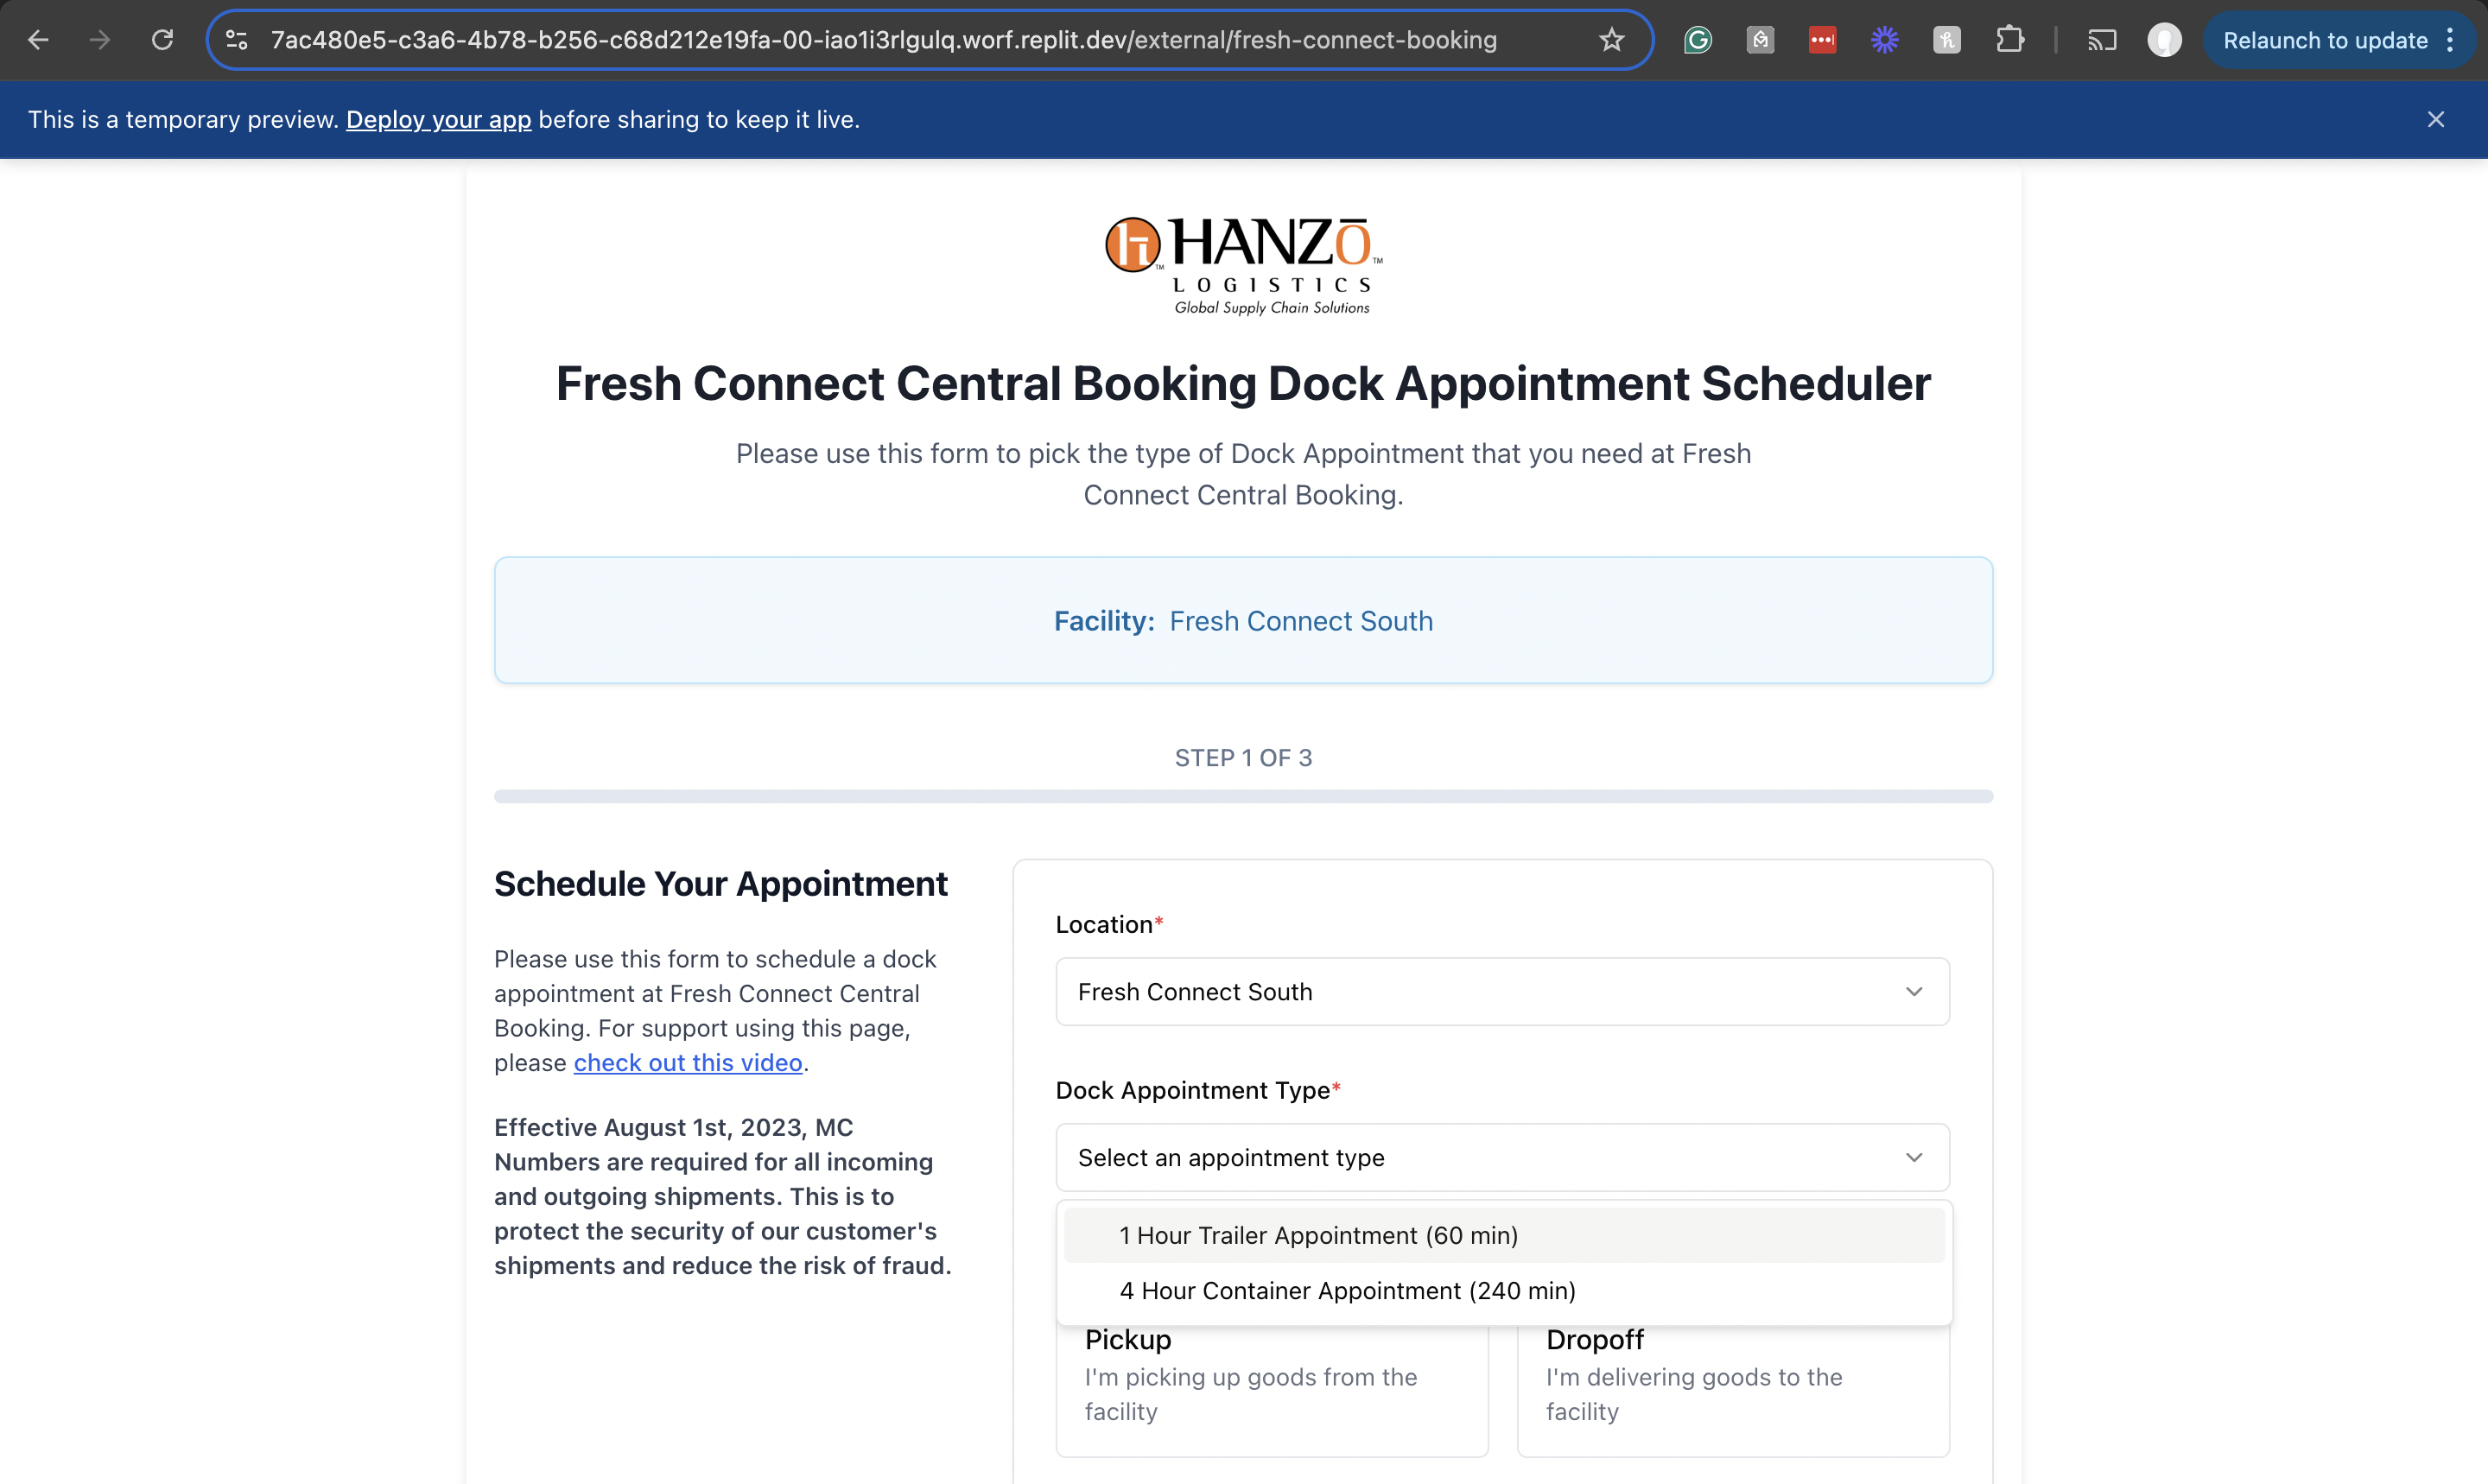 7ac480e5-c3a6-4b78-b256-c68d212e19fa-00-iao1i3rlgulq.worf.replit.dev/external/fresh-connect-booking
Relaunch to update
This is a temporary preview. Deploy your app before sharing to keep it live.
HANZŌ™
LOGISTICS
Global Supply Chain Solutions
Fresh Connect Central Booking Dock Appointment Scheduler
Please use this form to pick the type of Dock Appointment that you need at Fresh
Connect Central Booking.
Facility: Fresh Connect South
STEP 1 OF 3
Schedule Your Appointment
Please use this form to schedule a dock
appointment at Fresh Connect Central
Booking. For support using this page,
please check out this video.
Effective August 1st, 2023, MC
Numbers are required for all incoming
and outgoing shipments. This is to
protect the security of our customer's
shipments and reduce the risk of fraud.
Location*
Fresh Connect South
Dock Appointment Type*
Select an appointment type
1 Hour Trailer Appointment (60 min)
4 Hour Container Appointment (240 min)
Pickup
I'm picking up goods from the
facility
Dropoff
I'm delivering goods to the
facility